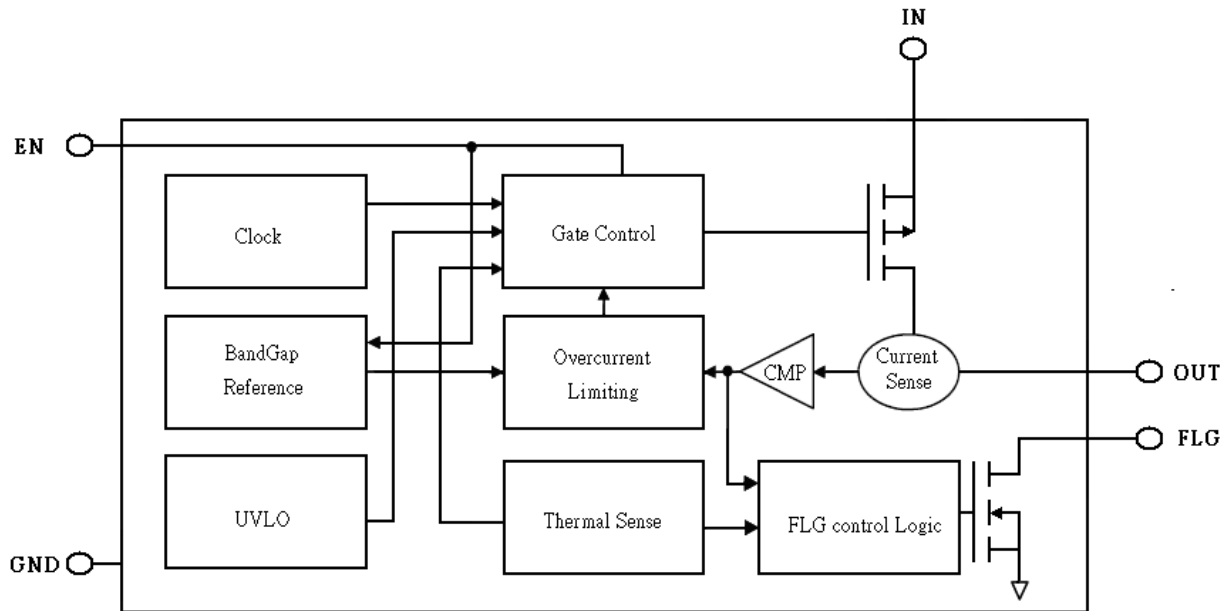 IN
EN
Clock
Gate Control
BandGap
Reference
Overcurrent
Limiting
CMP
Current
Sense
OUT
FLG
UVLO
Thermal Sense
FLG control Logic
GND